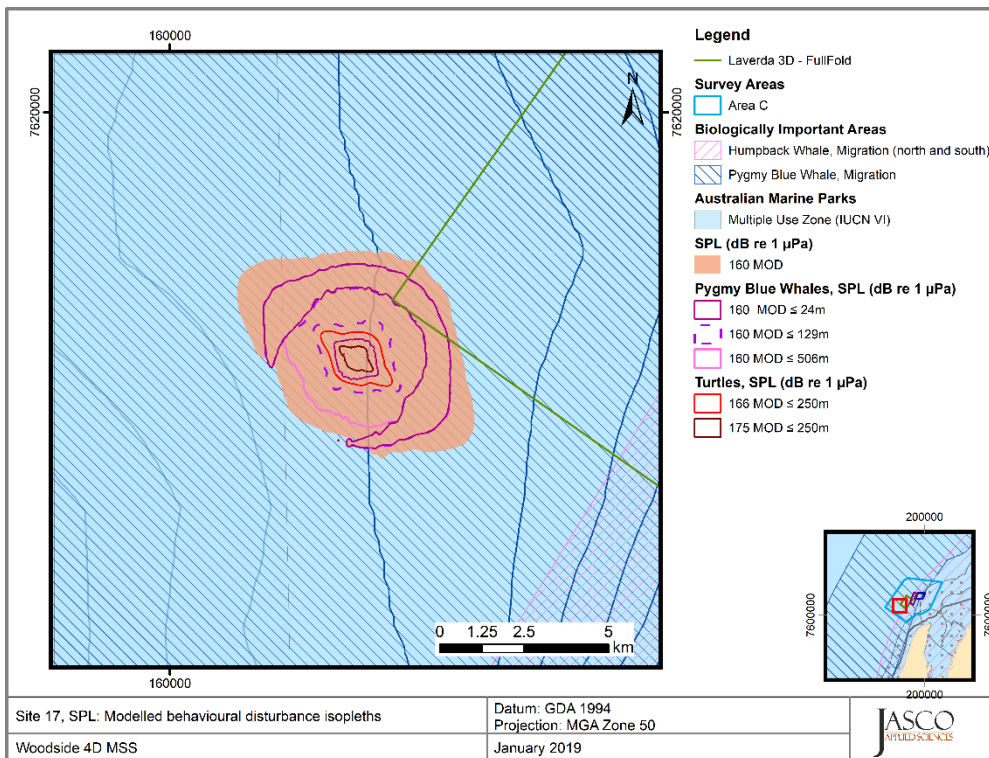 160000
7620000
N
7620000
0 1.25 2.5 5
km
160000
Legend
Laverda 3D - FullFold
Survey Areas
Area C
Biologically Important Areas
Humpback Whale, Migration (north and south)
Pygmy Blue Whale, Migration
Australian Marine Parks
Multiple Use Zone (IUCN VI)
SPL (dB re 1 µPa)
160 MOD
Pygmy Blue Whales, SPL (dB re 1 µPa)
160 MOD ≤ 24m
160 MOD ≤ 129m
160 MOD ≤ 506m
Turtles, SPL (dB re 1 µPa)
166 MOD ≤ 250m
175 MOD ≤ 250m
200000
7600000
7600000
200000
Site 17, SPL: Modelled behavioural disturbance isopleths
Datum: GDA 1994
Projection: MGA Zone 50
Woodside 4D MSS
January 2019
JASCO
APPLIED SCIENCES